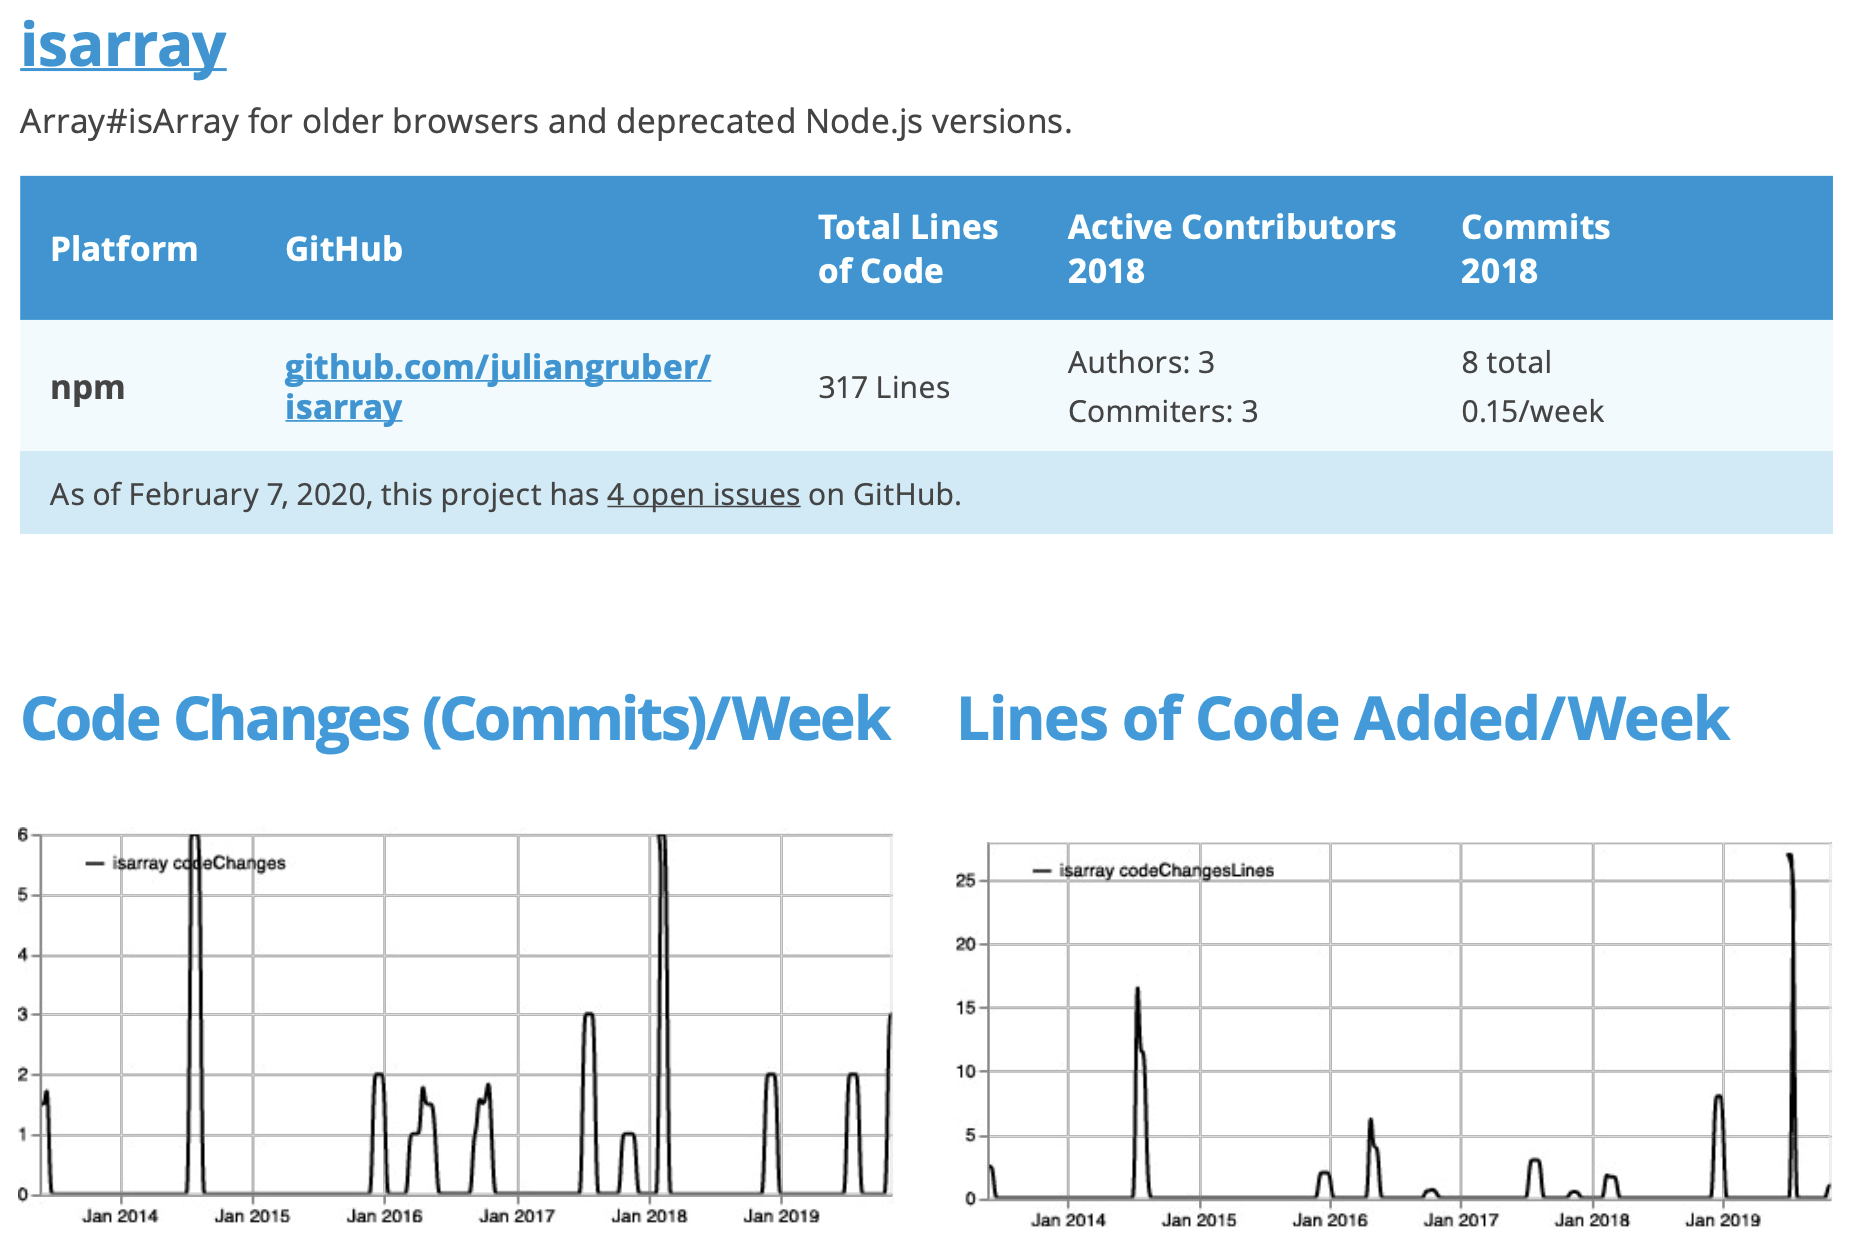 isarray
Array#isArray for older browsers and deprecated Node.js versions.
Platform
GitHub
Total Lines
of Code
Active Contributors
2018
Commits
2018
npm
github.com/juliangruber/
isarray
317 Lines
Authors: 3
Commiters: 3
8 total
0.15/week
As of February 7, 2020, this project has 4 open issues on GitHub.
Code Changes (Commits)/Week
6
5
4
3
2
1
0
isarray codeChanges
Jan 2014 Jan 2015 Jan 2016 Jan 2017 Jan 2018 Jan 2019
Lines of Code Added/Week
25
20
15
10
5
0
isarray codeChangesLines
Jan 2014 Jan 2015 Jan 2016 Jan 2017 Jan 2018 Jan 2019